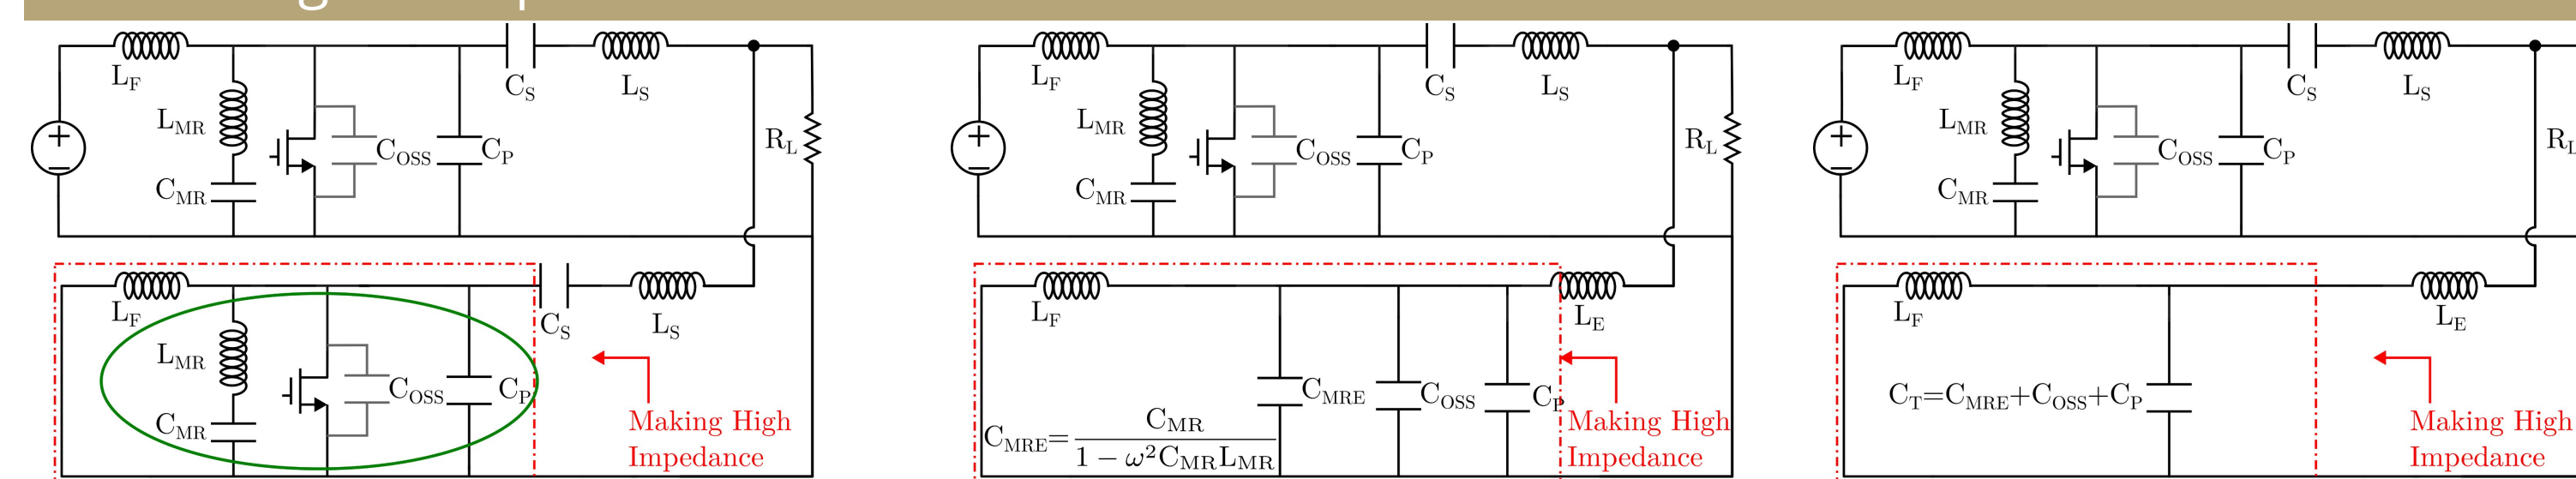 L_F
C_S
L_S
L_MR
C_MR
C_OSS
C_P
R_L
L_F
C_S
L_S
L_MR
C_MR
C_OSS
C_P
Making High
Impedance
L_F
C_S
L_S
L_MR
C_MR
C_OSS
C_P
R_L
L_F
L_E
C_MRE
C_OSS
C_P
C_MRE = C_MR / (1 − ω²C_MR L_MR)
Making High
Impedance
L_F
C_S
L_S
L_MR
C_MR
C_OSS
C_P
R_L
L_F
L_E
C_T=C_MRE+C_OSS+C_P
Making High
Impedance